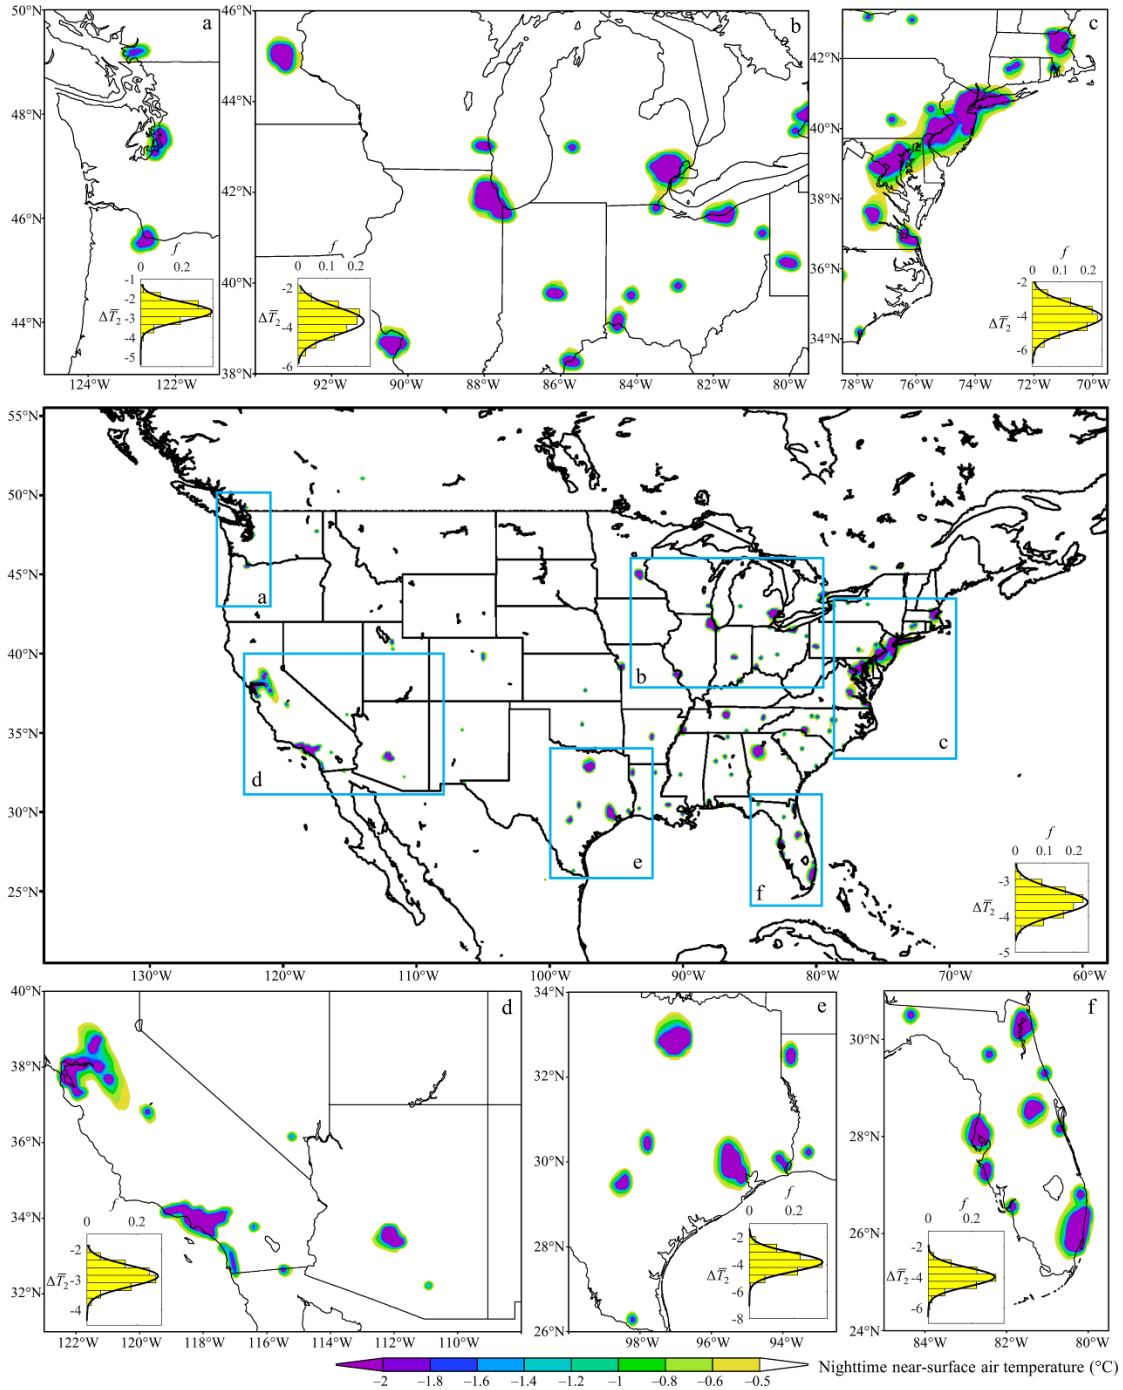 a
50°N
48°N
46°N
44°N
124°W 122°W
f
0 0.2
ΔT̅₂
-1
-2
-3
-4
-5
b
46°N
44°N
42°N
40°N
38°N
92°W 90°W 88°W 86°W 84°W 82°W 80°W
f
0 0.1 0.2
ΔT̅₂
-2
-4
-6
c
42°N
40°N
38°N
36°N
34°N
78°W 76°W 74°W 72°W 70°W
f
0 0.1 0.2
ΔT̅₂
-2
-4
-6
55°N
50°N
45°N
40°N
35°N
30°N
25°N
130°W 120°W 110°W 100°W 90°W 80°W 70°W 60°W
a
b
c
d
e
f
f
0 0.1 0.2
ΔT̅₂
-3
-4
-5
d
40°N
38°N
36°N
34°N
32°N
122°W 120°W 118°W 116°W 114°W 112°W 110°W
f
0 0.2
ΔT̅₂
-2
-3
-4
e
34°N
32°N
30°N
28°N
26°N
98°W 96°W 94°W
f
0 0.2
ΔT̅₂
-2
-4
-6
-8
f
30°N
28°N
26°N
24°N
84°W 82°W 80°W
f
0 0.2
ΔT̅₂
-2
-4
-6
−2 −1.8 −1.6 −1.4 −1.2 −1 −0.8 −0.6 −0.5
Nighttime near-surface air temperature (°C)